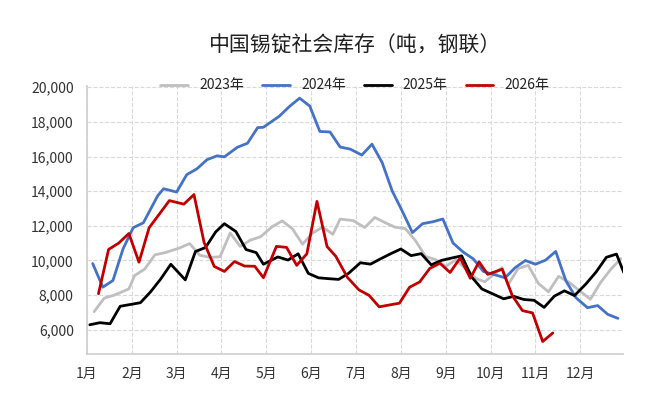 中国锡锭社会库存（吨，钢联）
2023年 2024年 2025年 2026年
20,000
18,000
16,000
14,000
12,000
10,000
8,000
6,000
1月 2月 3月 4月 5月 6月 7月 8月 9月 10月 11月 12月